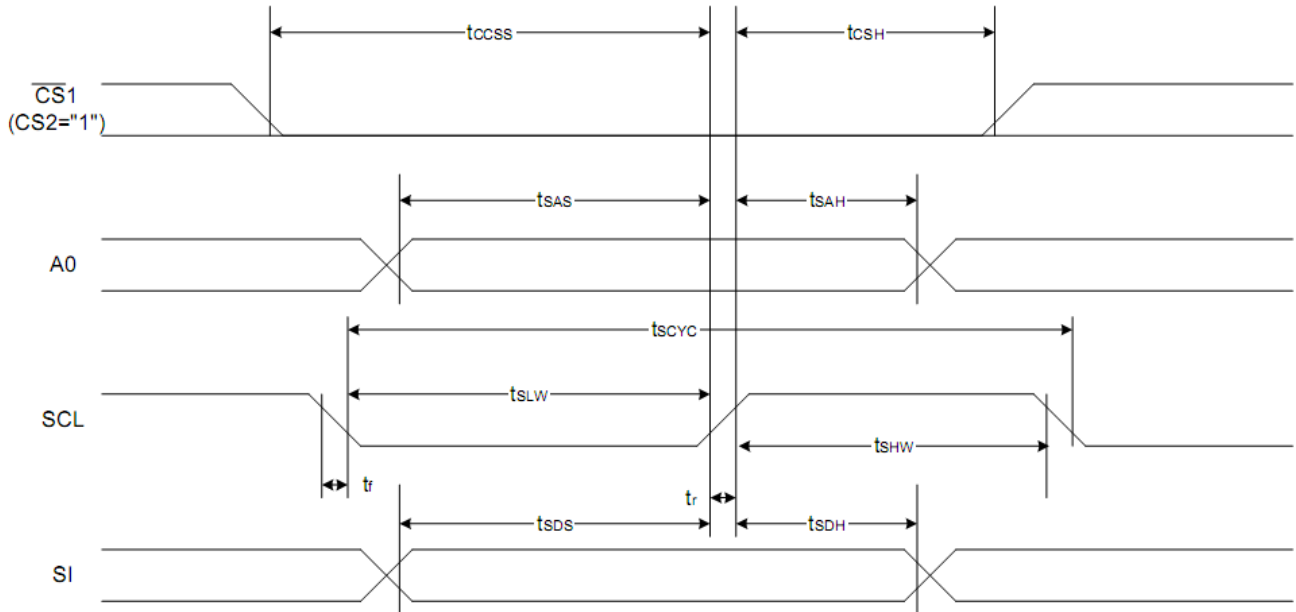 tCCSS
tCSH
CS1
(CS2="1")
tSAS
tSAH
A0
tSCYC
tSLW
SCL
tSHW
tf
tr
tSDS
tSDH
SI